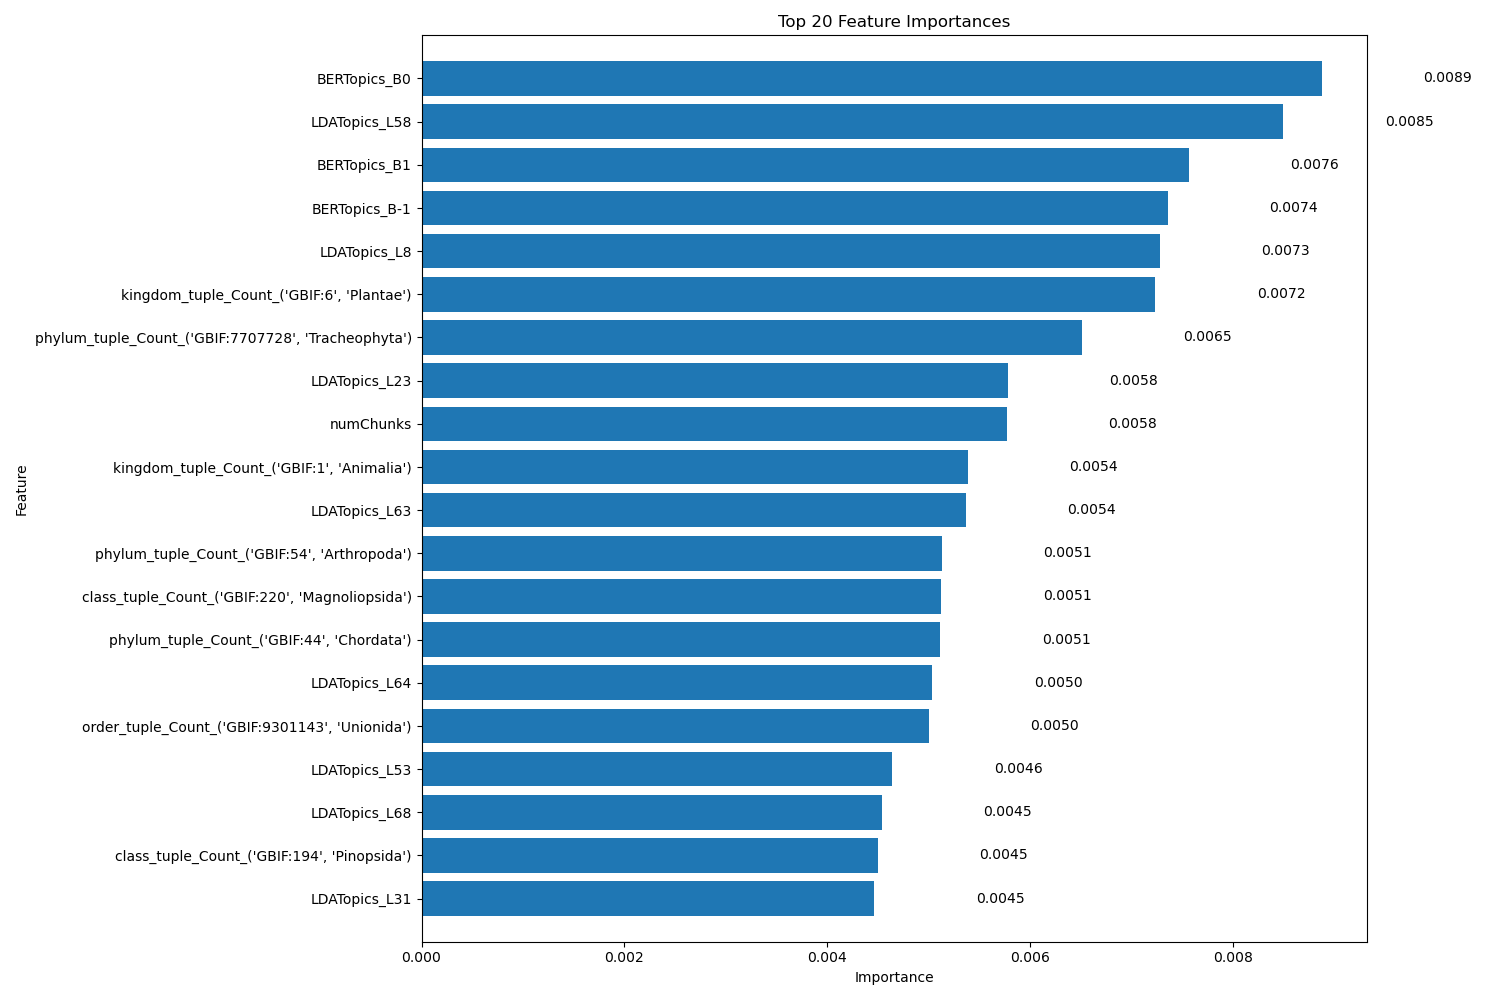 Top 20 Feature Importances
BERTopics_B0 0.0089
LDATopics_L58 0.0085
BERTopics_B1 0.0076
BERTopics_B-1 0.0074
LDATopics_L8 0.0073
kingdom_tuple_Count_('GBIF:6', 'Plantae') 0.0072
phylum_tuple_Count_('GBIF:7707728', 'Tracheophyta') 0.0065
LDATopics_L23 0.0058
numChunks 0.0058
kingdom_tuple_Count_('GBIF:1', 'Animalia') 0.0054
LDATopics_L63 0.0054
phylum_tuple_Count_('GBIF:54', 'Arthropoda') 0.0051
class_tuple_Count_('GBIF:220', 'Magnoliopsida') 0.0051
phylum_tuple_Count_('GBIF:44', 'Chordata') 0.0051
LDATopics_L64 0.0050
order_tuple_Count_('GBIF:9301143', 'Unionida') 0.0050
LDATopics_L53 0.0046
LDATopics_L68 0.0045
class_tuple_Count_('GBIF:194', 'Pinopsida') 0.0045
LDATopics_L31 0.0045
Feature
0.000 0.002 0.004 0.006 0.008
Importance